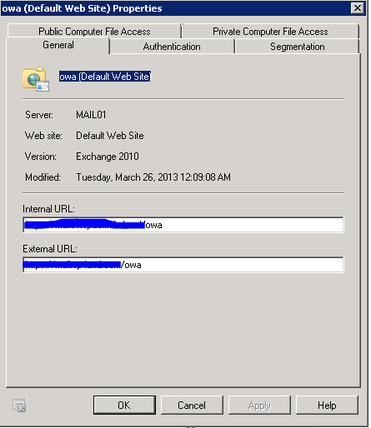 owa (Default Web Site) Properties
Public Computer File Access
Private Computer File Access
General
Authentication
Segmentation
owa (Default Web Site)
Server: MAIL01
Web site: Default Web Site
Version: Exchange 2010
Modified: Tuesday, March 26, 2013 12:09:08 AM
Internal URL:
/owa
External URL:
/owa
OK
Cancel
Apply
Help